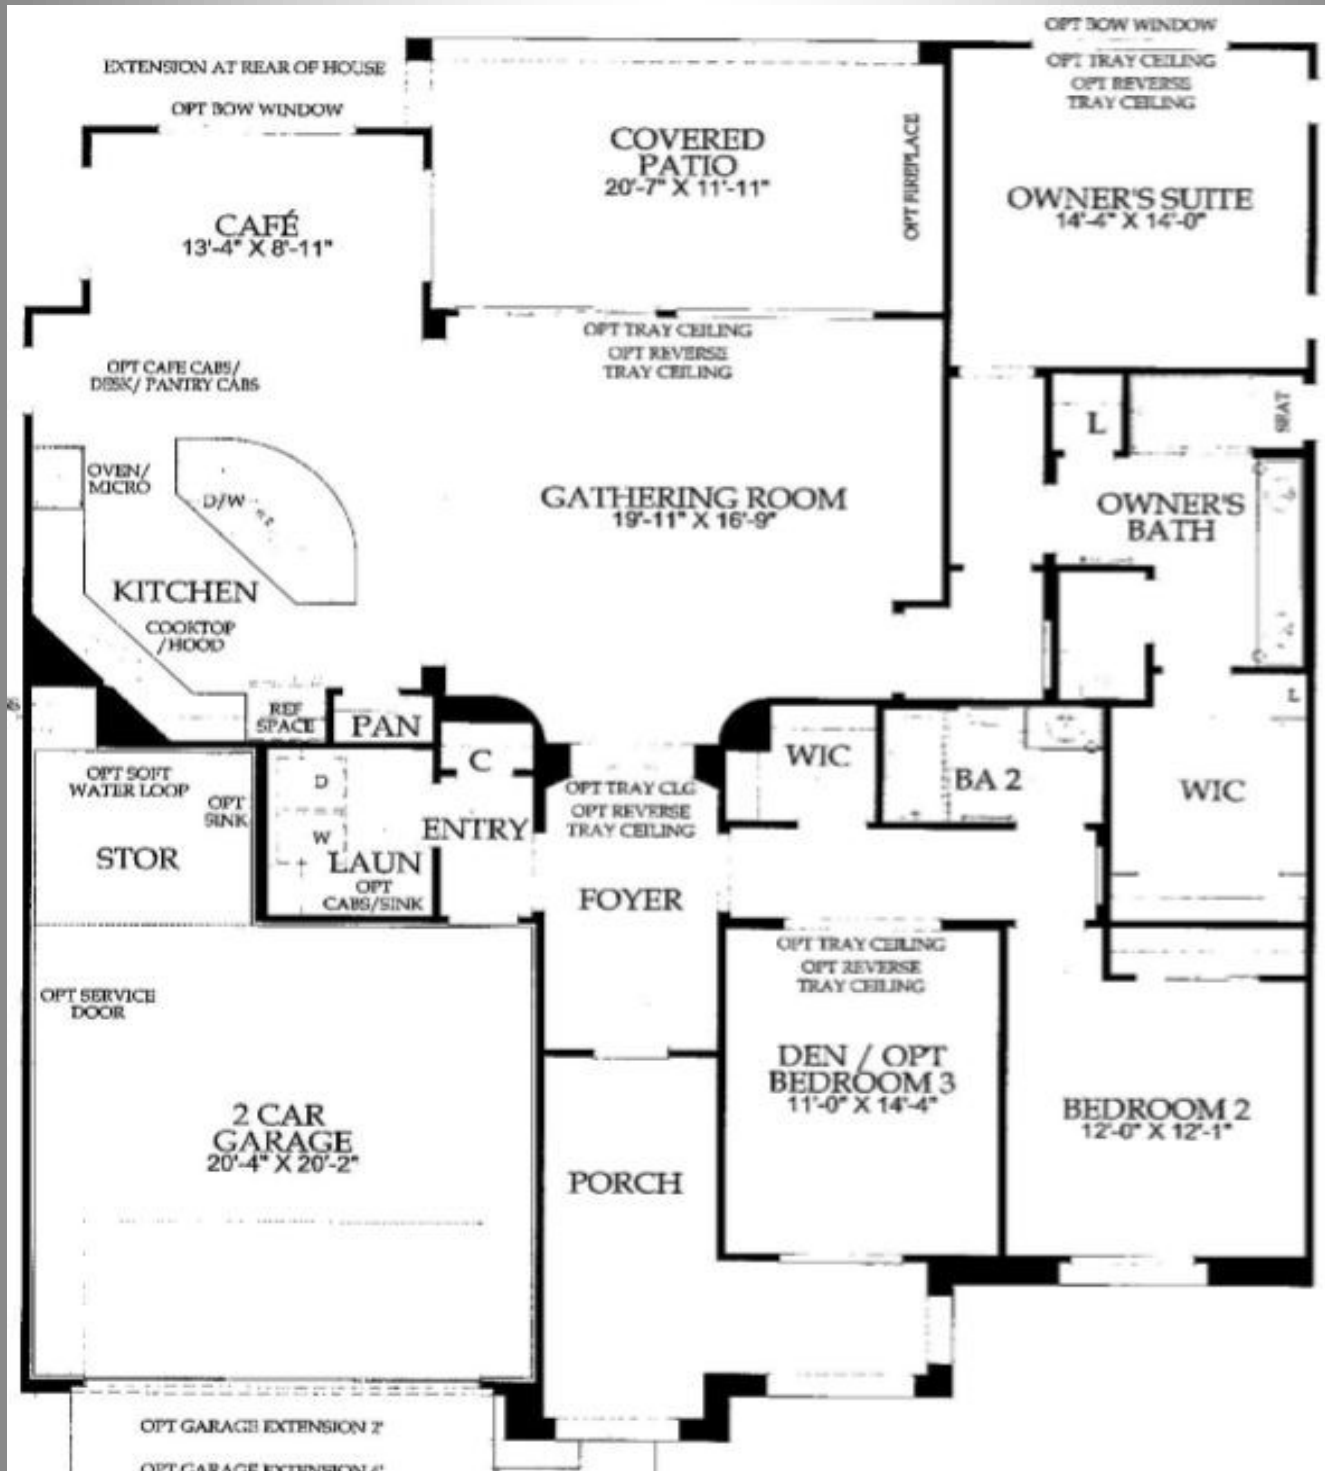 OPT BOW WINDOW
OPT TRAY CEILING
OPT REVERSE
TRAY CEILING
EXTENSION AT REAR OF HOUSE
OPT BOW WINDOW
COVERED
PATIO
20'-7" X 11'-11"
OPT FIREPLACE
OWNER'S SUITE
14'-4" X 14'-0"
CAFÉ
13'-4" X 8'-11"
OPT TRAY CEILING
OPT REVERSE
TRAY CEILING
OPT CAFE CABS/
DESK/ PANTRY CABS
L
SEAT
OVEN/
MICRO
D/W
GATHERING ROOM
19'-11" X 16'-9"
OWNER'S
BATH
KITCHEN
COOKTOP
/HOOD
REF
SPACE
PAN
L
C
WIC
BA 2
WIC
OPT SOFT
WATER LOOP
OPT
SINK
STOR
D
W
LAUN
OPT
CABS/SINK
ENTRY
OPT TRAY CLG
OPT REVERSE
TRAY CEILING
FOYER
OPT TRAY CEILING
OPT REVERSE
TRAY CEILING
OPT SERVICE
DOOR
DEN / OPT
BEDROOM 3
11'-0" X 14'-4"
BEDROOM 2
12'-0" X 12'-1"
2 CAR
GARAGE
20'-4" X 20'-2"
PORCH
OPT GARAGE EXTENSION 2'
OPT GARAGE EXTENSION